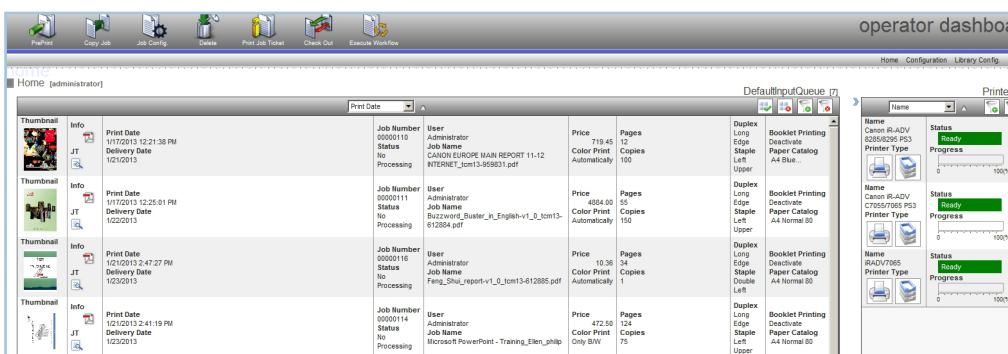 operator dashboa
PrePrint Copy Job Job Config. Delete Print Job Ticket Check Out Execute Workflow
Home Configuration Library Config.
home
Home [administrator]
DefaultInputQueue [7]
Printe
Print Date
Name
Thumbnail
Info
JT
Print Date
1/17/2013 12:21:38 PM
Delivery Date
1/21/2013
Job Number
00000110
Status
No
Processing
User
Administrator
Job Name
CANON EUROPE MAIN REPORT 11-12
INTERNET_tcm13-959831.pdf
Price
719.45
Color Print
Automatically
Pages
12
Copies
100
Duplex
Long
Edge
Staple
Left
Upper
Booklet Printing
Deactivate
Paper Catalog
A4 Blue...
Thumbnail
Info
JT
Print Date
1/17/2013 12:25:01 PM
Delivery Date
1/22/2013
Job Number
00000111
Status
No
Processing
User
Administrator
Job Name
Buzzword_Buster_in_English-v1_0_tcm13-
612884.pdf
Price
4884.00
Color Print
Automatically
Pages
55
Copies
150
Duplex
Long
Edge
Staple
Left
Upper
Booklet Printing
Deactivate
Paper Catalog
A4 Normal 80
Thumbnail
Info
JT
Print Date
1/21/2013 2:47:27 PM
Delivery Date
1/23/2013
Job Number
00000116
Status
No
Processing
User
Administrator
Job Name
Feng_Shui_report-v1_0_tcm13-612885.pdf
Price
10.36
Color Print
Automatically
Pages
34
Copies
1
Duplex
Long
Edge
Staple
Double
Left
Booklet Printing
Deactivate
Paper Catalog
A4 Normal 80
Thumbnail
Info
JT
Print Date
1/21/2013 2:41:19 PM
Delivery Date
1/23/2013
Job Number
00000114
Status
No
Processing
User
Administrator
Job Name
Microsoft PowerPoint - Training_Ellen_philip
Price
472.50
Color Print
Only B/W
Pages
124
Copies
75
Duplex
Long
Edge
Staple
Left
Upper
Booklet Printing
Deactivate
Paper Catalog
A4 Normal 80
Name
Canon iR-ADV
8285/8295 PS3
Printer Type
Status
Ready
Progress
0 100(%
Name
Canon iR-ADV
C7055/7065 PS3
Printer Type
Status
Ready
Progress
0 100(%
Name
iRADV7065
Printer Type
Status
Ready
Progress
0 100(%